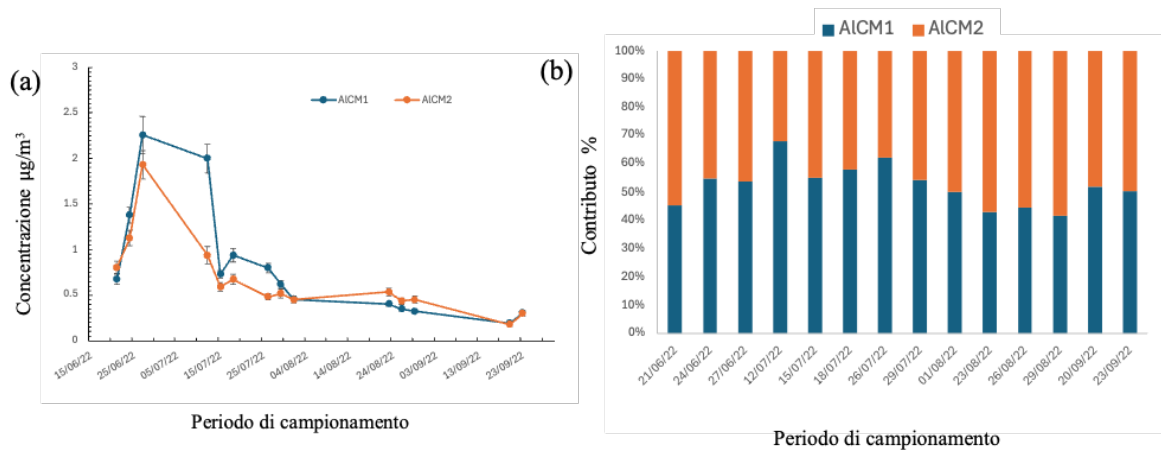 (a)
Concentrazione µg/m³
3
2.5
2
1.5
1
0.5
0
AlCM1 AlCM2
15/06/22 25/06/22 05/07/22 15/07/22 25/07/22 04/08/22 14/08/22 24/08/22 03/09/22 13/09/22 23/09/22
Periodo di campionamento
(b)
AlCM1 AlCM2
Contributo %
100%
90%
80%
70%
60%
50%
40%
30%
20%
10%
0%
21/06/22 24/06/22 27/06/22 12/07/22 15/07/22 18/07/22 26/07/22 29/07/22 01/08/22 23/08/22 26/08/22 29/08/22 20/09/22 23/09/22
Periodo di campionamento